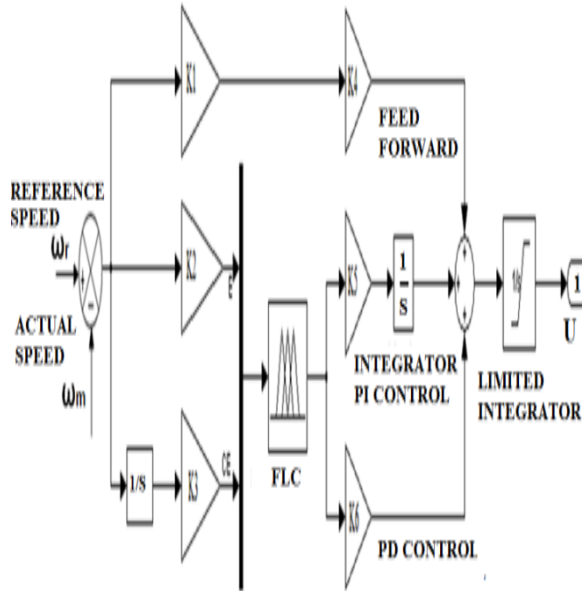 K1
K4
FEED
FORWARD
REFERENCE
SPEED
ωr
K2
E
K5
1
S
1/s
1
U
ACTUAL
SPEED
ωm
INTEGRATOR
PI CONTROL
LIMITED
INTEGRATOR
FLC
1/S
K3
CE
K6
PD CONTROL